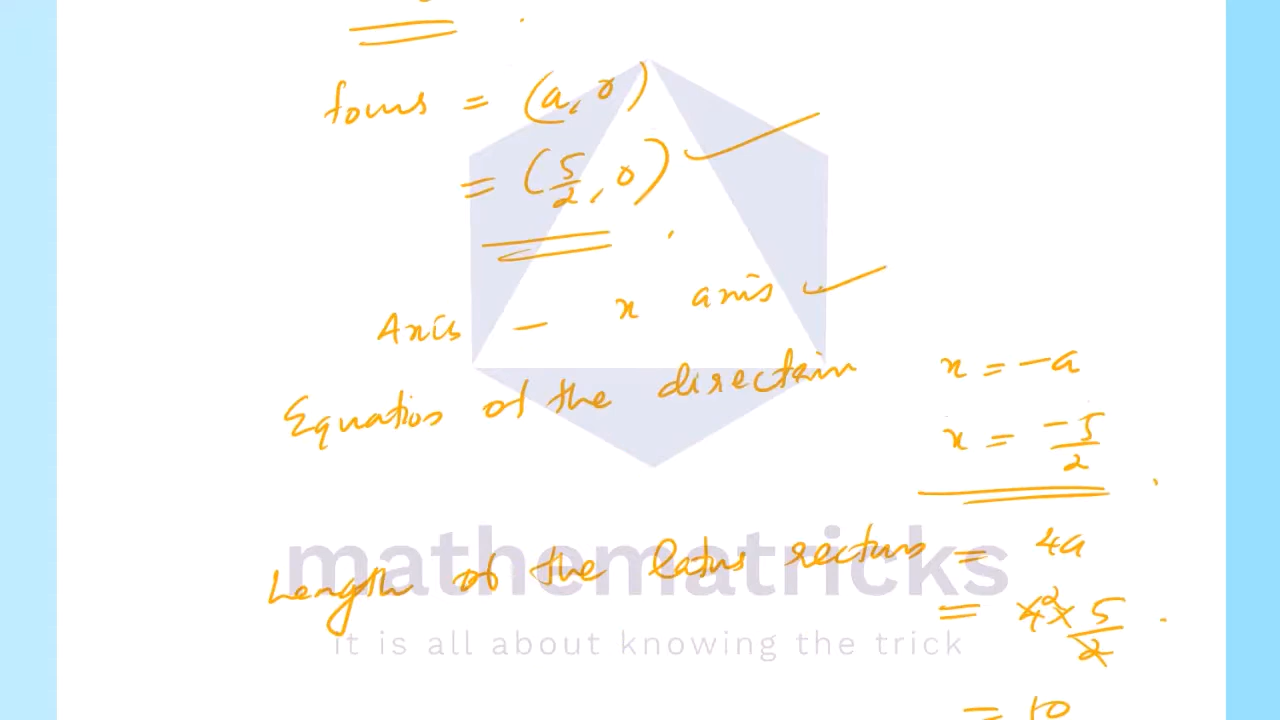 focus = (a, 0)
= (5/2, 0)
Axis - x axis
Equation of the directrix x = -a
x = -5/2
Length of the latus rectum = 4a
= 4² × 5/2
= 10
mathematricks
it is all about knowing the trick